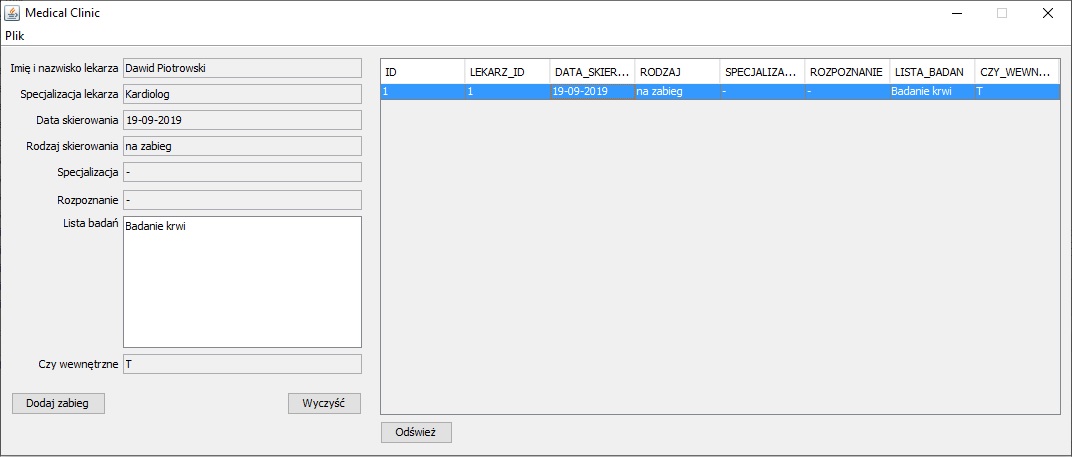 Medical Clinic
Plik
Imię i nazwisko lekarza Dawid Piotrowski
Specjalizacja lekarza Kardiolog
Data skierowania 19-09-2019
Rodzaj skierowania na zabieg
Specjalizacja -
Rozpoznanie -
Lista badań Badanie krwi
Czy wewnętrzne T
Dodaj zabieg Wyczyść
ID LEKARZ_ID DATA_SKIER... RODZAJ SPECJALIZA... ROZPOZNANIE LISTA_BADAN CZY_WEWN...
1 1 19-09-2019 na zabieg - - Badanie krwi T
Odśwież